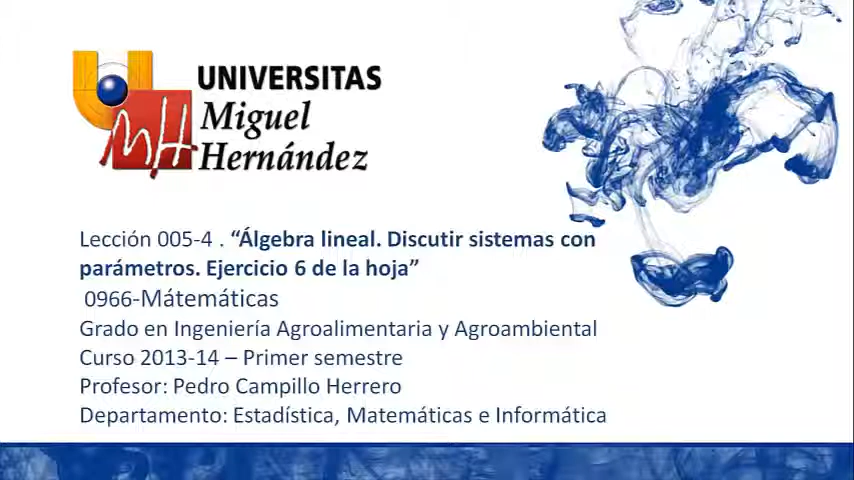 UNIVERSITAS
Miguel
Hernández
Lección 005-4 . “Álgebra lineal. Discutir sistemas con
parámetros. Ejercicio 6 de la hoja”
0966-Mátemáticas
Grado en Ingeniería Agroalimentaria y Agroambiental
Curso 2013-14 – Primer semestre
Profesor: Pedro Campillo Herrero
Departamento: Estadística, Matemáticas e Informática